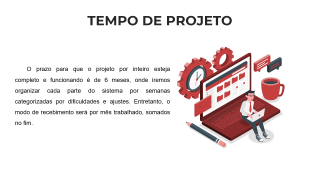 TEMPO DE PROJETO
O prazo para que o projeto por inteiro esteja
completo e funcionando é de 6 meses, onde iremos
organizar cada parte do sistema por semanas
categorizadas por dificuldades e ajustes. Entretanto, o
modo de recebimento será por mês trabalhado, somados
no fim.